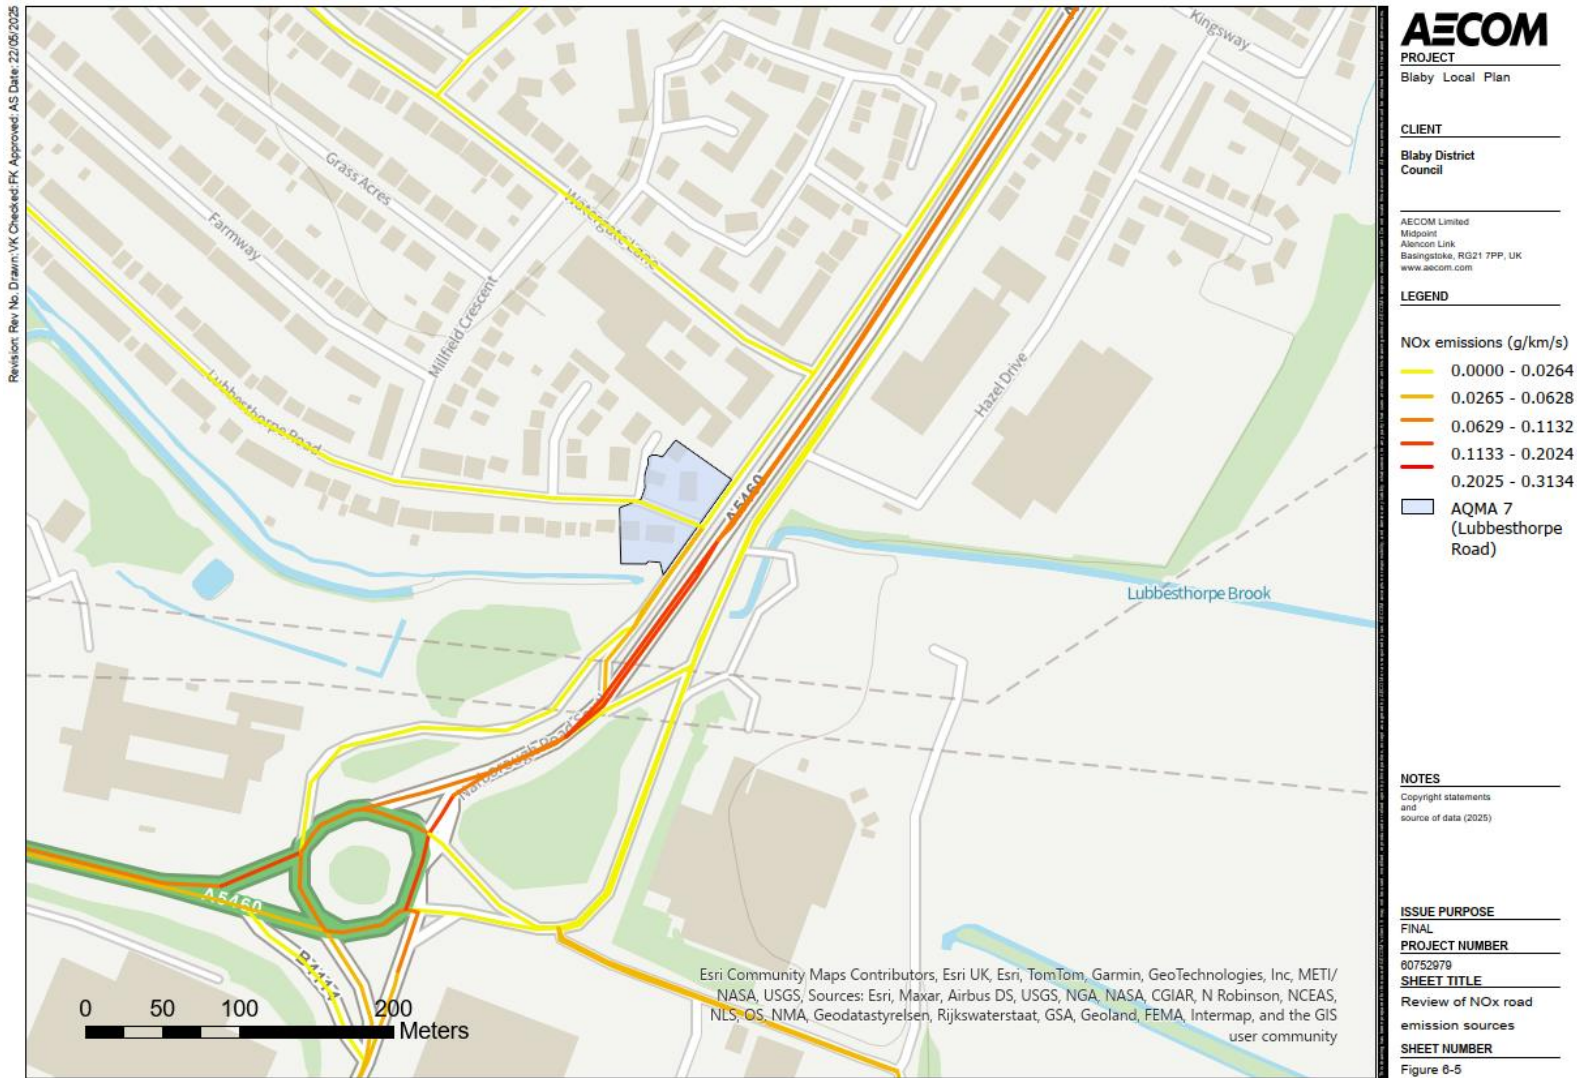 Revision: Rev No. Drawn: VK Checked: FK Approved: AS Date: 22/05/2025
Kingsway
Grass Acres
Farmway
Watergate Lane
Millfield Crescent
Lubbesthorpe Road
Hazel Drive
A5460
Lubbesthorpe Brook
Narborough Road South
A5460
B4114
0 50 100 200
Meters
Esri Community Maps Contributors, Esri UK, Esri, TomTom, Garmin, GeoTechnologies, Inc, METI/
NASA, USGS, Sources: Esri, Maxar, Airbus DS, USGS, NGA, NASA, CGIAR, N Robinson, NCEAS,
NLS, OS, NMA, Geodatastyrelsen, Rijkswaterstaat, GSA, Geoland, FEMA, Intermap, and the GIS
user community
AECOM
PROJECT
Blaby Local Plan
CLIENT
Blaby District
Council
AECOM Limited
Midpoint
Alencon Link
Basingstoke, RG21 7PP, UK
www.aecom.com
LEGEND
NOx emissions (g/km/s)
0.0000 - 0.0264
0.0265 - 0.0628
0.0629 - 0.1132
0.1133 - 0.2024
0.2025 - 0.3134
AQMA 7
(Lubbesthorpe
Road)
NOTES
Copyright statements
and
source of data (2025)
ISSUE PURPOSE
FINAL
PROJECT NUMBER
60752979
SHEET TITLE
Review of NOx road
emission sources
SHEET NUMBER
Figure 6-5